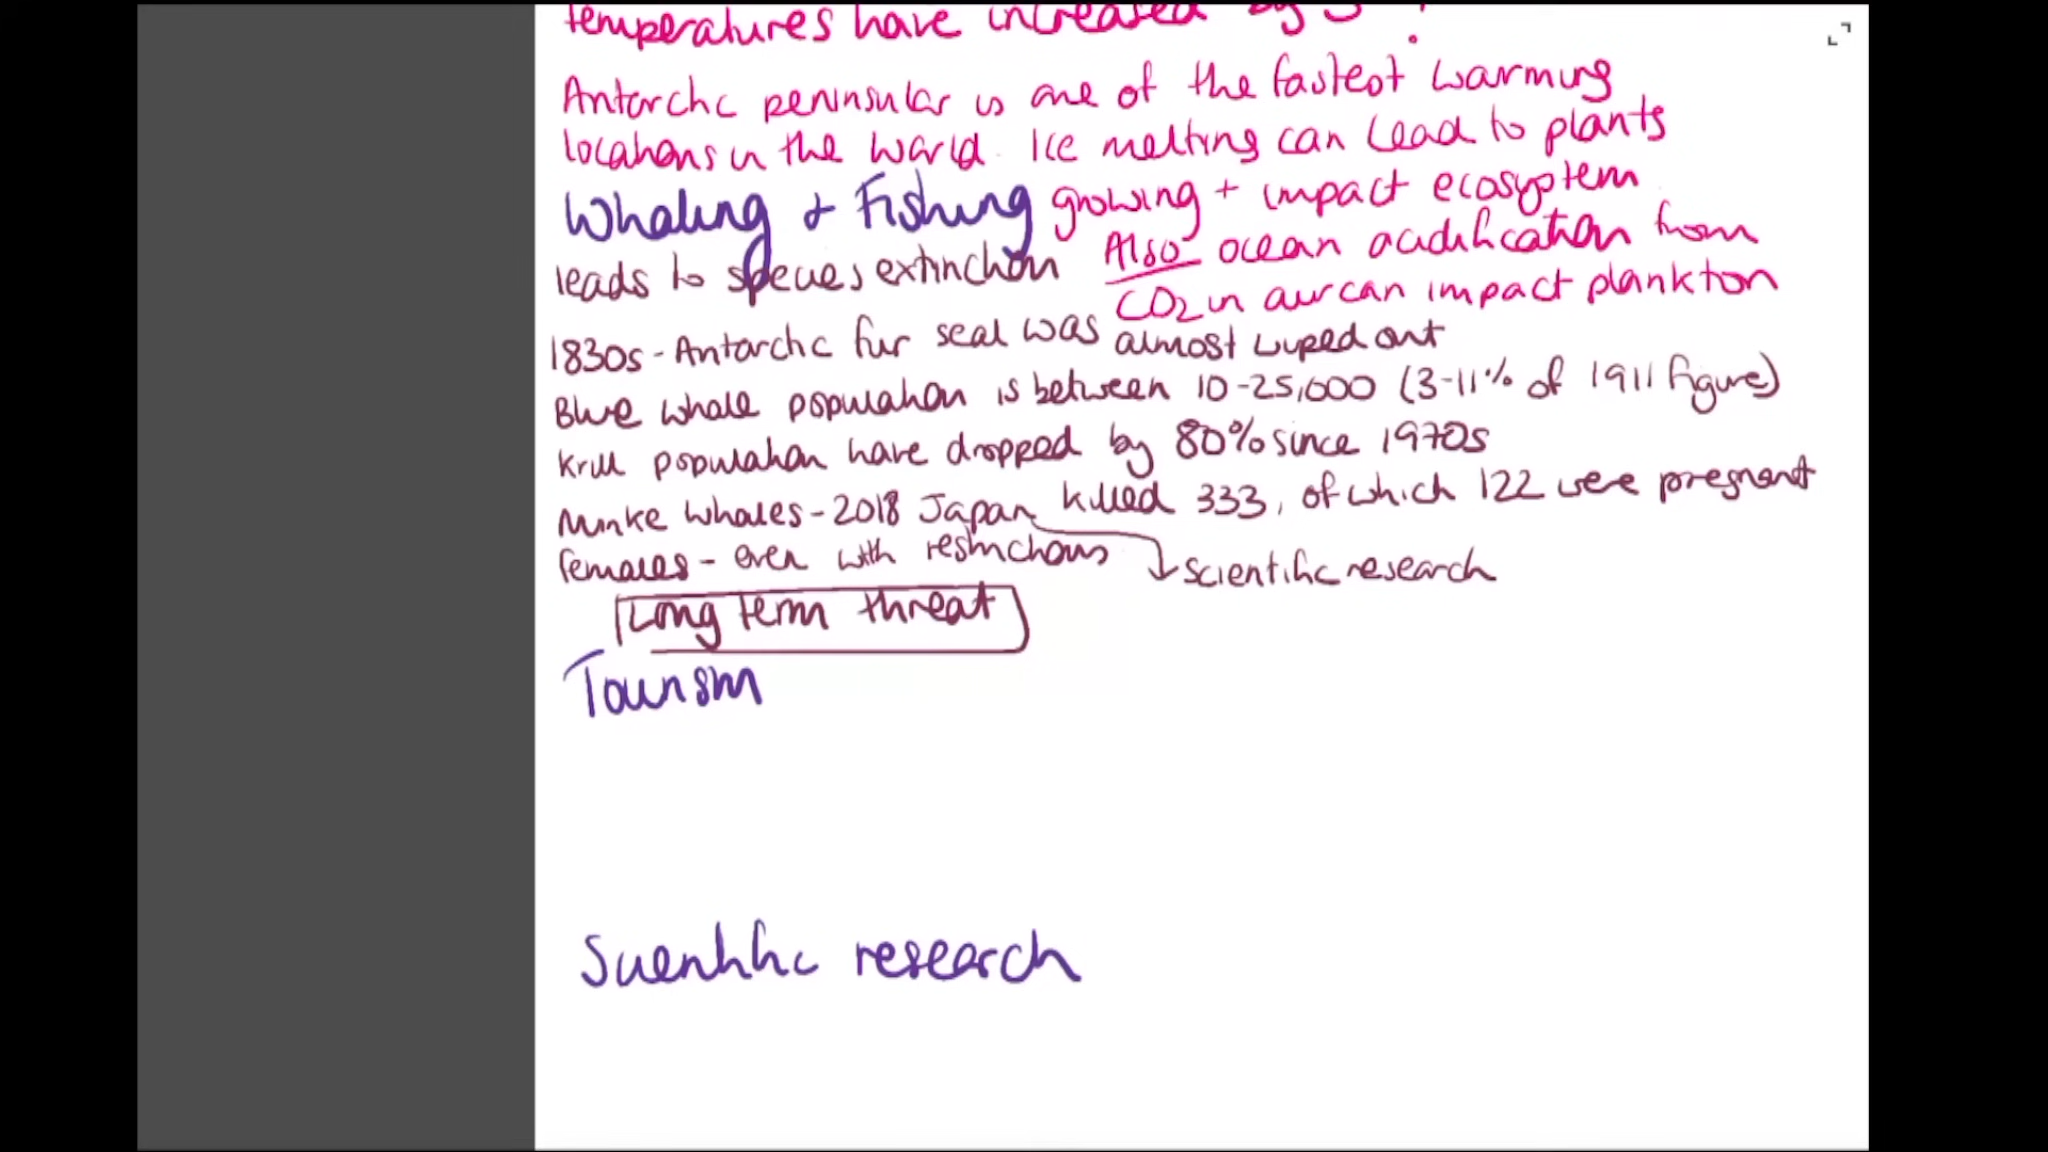 temperatures have increased by
Antarctic peninsular is one of the fastest warming
locations in the world. Ice melting can lead to plants
growing + impact ecosystem
Also ocean acidification from
CO2 in air can impact plankton
Whaling & Fishing
leads to species extinction
1830s - Antarctic fur seal was almost wiped out
Blue whale population is between 10-25,000 (3-11% of 1911 figure)
Krill population have dropped by 80% since 1970s
Minke whales - 2018 Japan killed 333, of which 122 were pregnant
females - even with restrictions
scientific research
Long term threat
Tourism
Scientific research